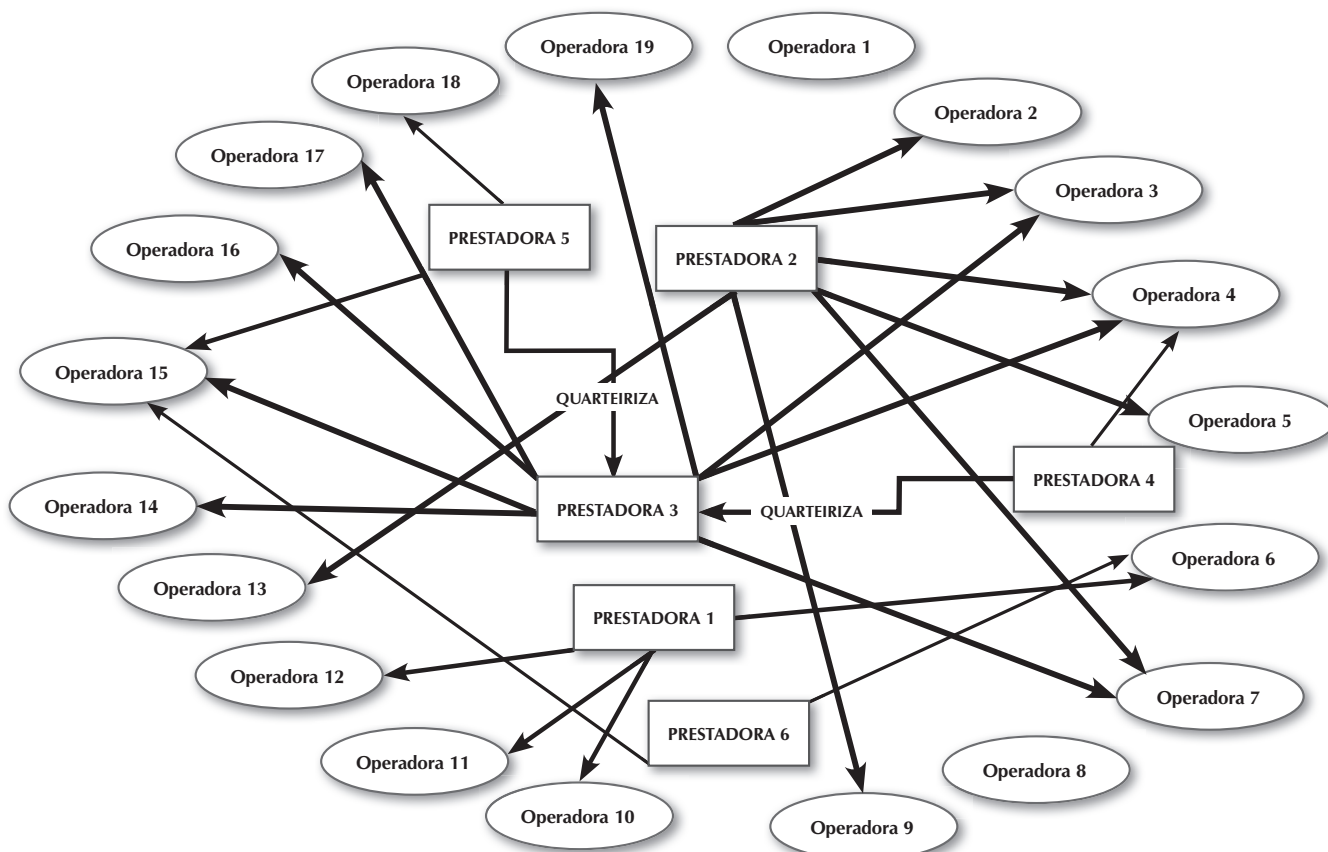 Operadora 19
Operadora 1
Operadora 18
Operadora 2
Operadora 17
Operadora 3
PRESTADORA 5
Operadora 16
PRESTADORA 2
Operadora 4
Operadora 15
QUARTEIRIZA
Operadora 5
PRESTADORA 4
Operadora 14
PRESTADORA 3
QUARTEIRIZA
Operadora 6
Operadora 13
PRESTADORA 1
Operadora 12
Operadora 7
PRESTADORA 6
Operadora 11
Operadora 8
Operadora 10
Operadora 9